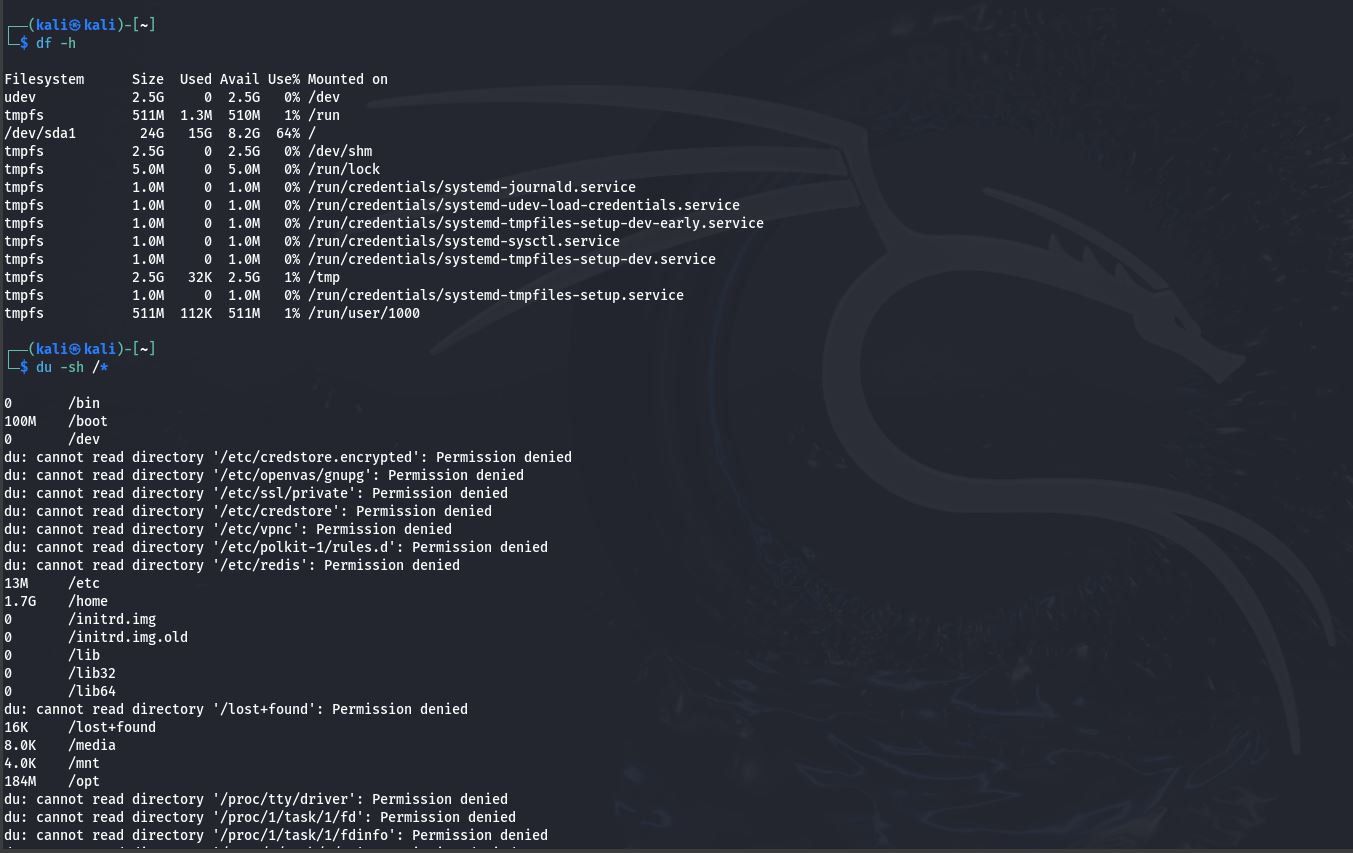 ┌──(kali㉿kali)-[~]
└─$ df -h
Filesystem      Size  Used Avail Use% Mounted on
udev            2.5G     0  2.5G   0% /dev
tmpfs           511M  1.3M  510M   1% /run
/dev/sda1        24G   15G  8.2G  64% /
tmpfs           2.5G     0  2.5G   0% /dev/shm
tmpfs           5.0M     0  5.0M   0% /run/lock
tmpfs           1.0M     0  1.0M   0% /run/credentials/systemd-journald.service
tmpfs           1.0M     0  1.0M   0% /run/credentials/systemd-udev-load-credentials.service
tmpfs           1.0M     0  1.0M   0% /run/credentials/systemd-tmpfiles-setup-dev-early.service
tmpfs           1.0M     0  1.0M   0% /run/credentials/systemd-sysctl.service
tmpfs           1.0M     0  1.0M   0% /run/credentials/systemd-tmpfiles-setup-dev.service
tmpfs           2.5G   32K  2.5G   1% /tmp
tmpfs           1.0M     0  1.0M   0% /run/credentials/systemd-tmpfiles-setup.service
tmpfs           511M  112K  511M   1% /run/user/1000
┌──(kali㉿kali)-[~]
└─$ du -sh /*
0       /bin
100M    /boot
0       /dev
du: cannot read directory '/etc/credstore.encrypted': Permission denied
du: cannot read directory '/etc/openvas/gnupg': Permission denied
du: cannot read directory '/etc/ssl/private': Permission denied
du: cannot read directory '/etc/credstore': Permission denied
du: cannot read directory '/etc/vpnc': Permission denied
du: cannot read directory '/etc/polkit-1/rules.d': Permission denied
du: cannot read directory '/etc/redis': Permission denied
13M     /etc
1.7G    /home
0       /initrd.img
0       /initrd.img.old
0       /lib
0       /lib32
0       /lib64
du: cannot read directory '/lost+found': Permission denied
16K     /lost+found
8.0K    /media
4.0K    /mnt
184M    /opt
du: cannot read directory '/proc/tty/driver': Permission denied
du: cannot read directory '/proc/1/task/1/fd': Permission denied
du: cannot read directory '/proc/1/task/1/fdinfo': Permission denied